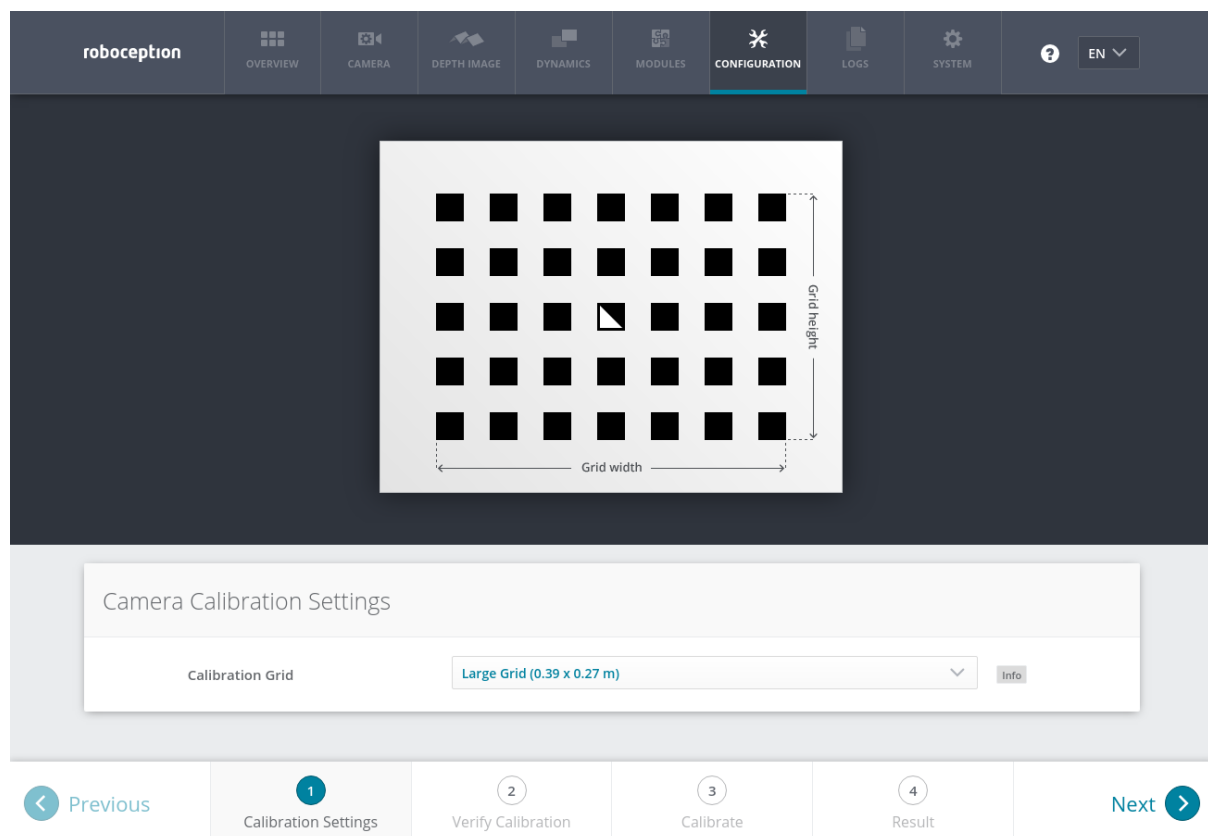 roboception
OVERVIEW
CAMERA
DEPTH IMAGE
DYNAMICS
MODULES
CONFIGURATION
LOGS
SYSTEM
?
EN
Grid height
Grid width
Camera Calibration Settings
Calibration Grid
Large Grid (0.39 x 0.27 m)
Info
Previous
1
Calibration Settings
2
Verify Calibration
3
Calibrate
4
Result
Next